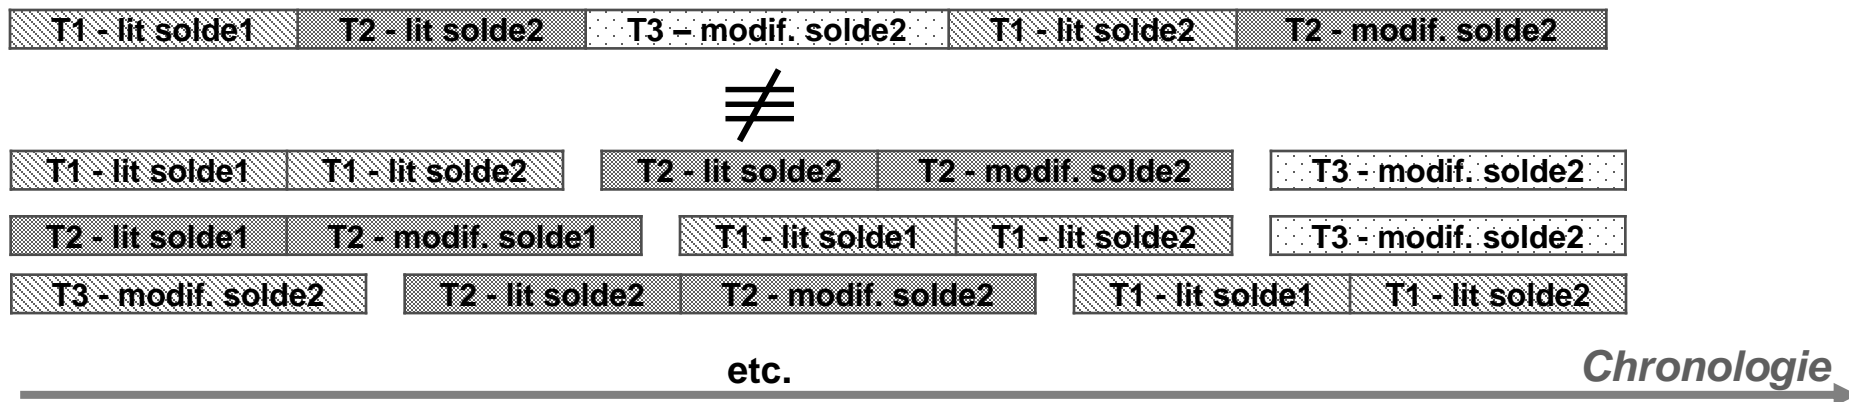 T1 - lit solde1 T2 - lit solde2 T3 – modif. solde2 T1 - lit solde2 T2 - modif. solde2
≢
T1 - lit solde1 T1 - lit solde2 T2 - lit solde2 T2 - modif. solde2 T3 - modif. solde2
T2 - lit solde1 T2 - modif. solde1 T1 - lit solde1 T1 - lit solde2 T3 - modif. solde2
T3 - modif. solde2 T2 - lit solde2 T2 - modif. solde2 T1 - lit solde1 T1 - lit solde2
etc. Chronologie